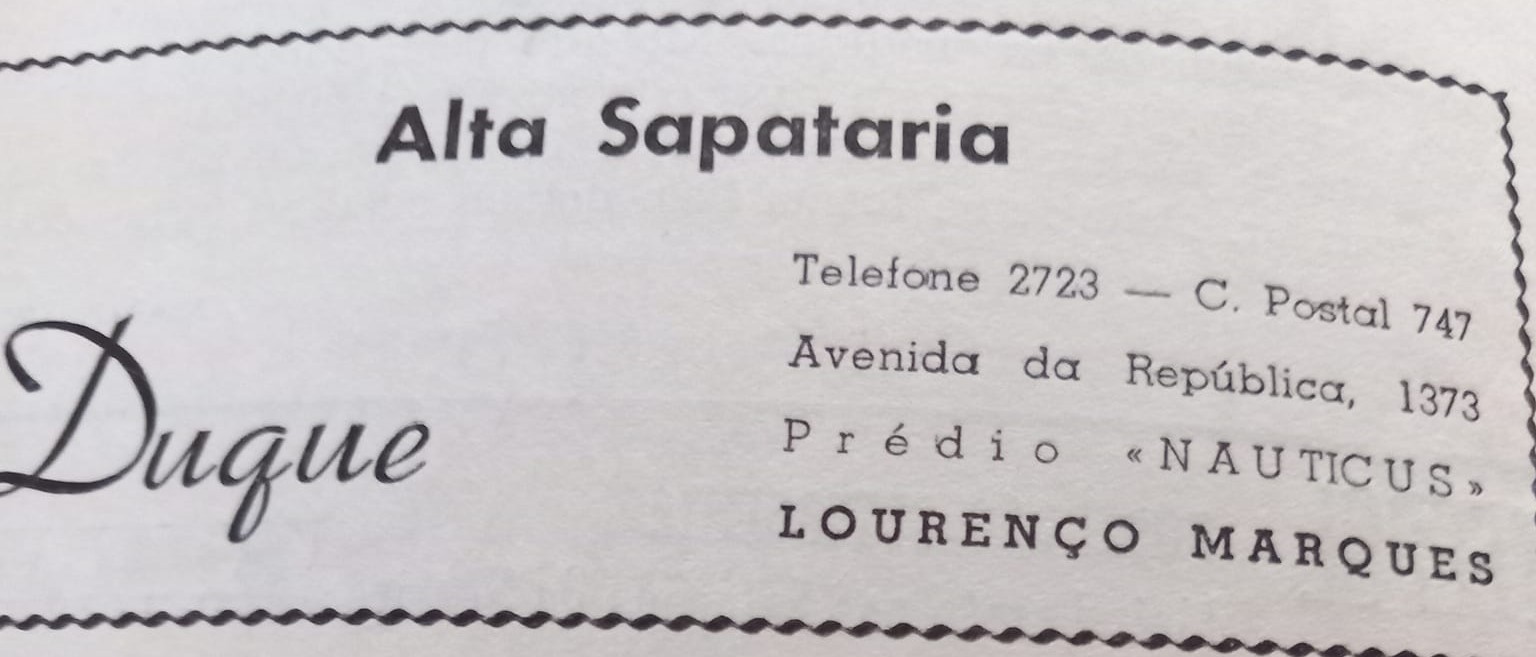 Alta Sapataria
Duque
Telefone 2723 — C. Postal 747
Avenida da República, 1373
Prédio «NAUTICUS»
LOURENÇO MARQUES